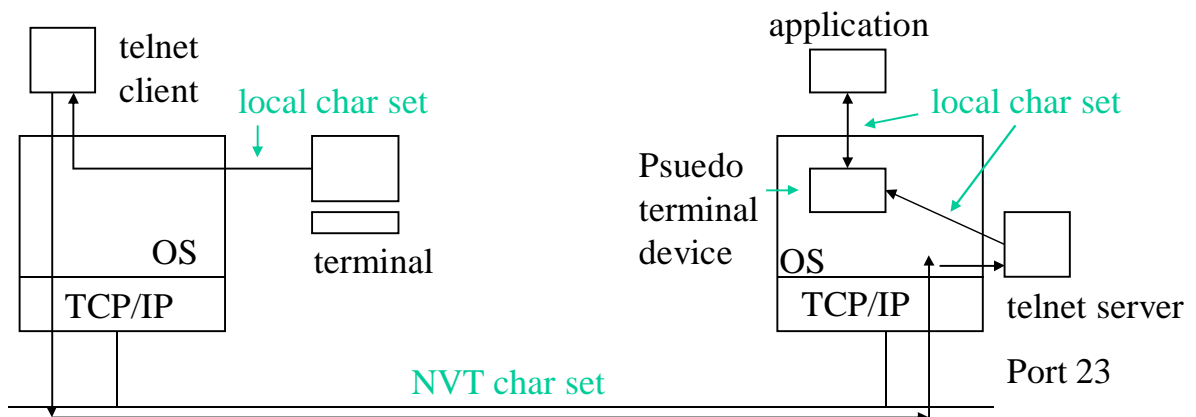 telnet
client
local char set
OS
terminal
TCP/IP
NVT char set
application
local char set
Psuedo
terminal
device
OS
TCP/IP
telnet server
Port 23